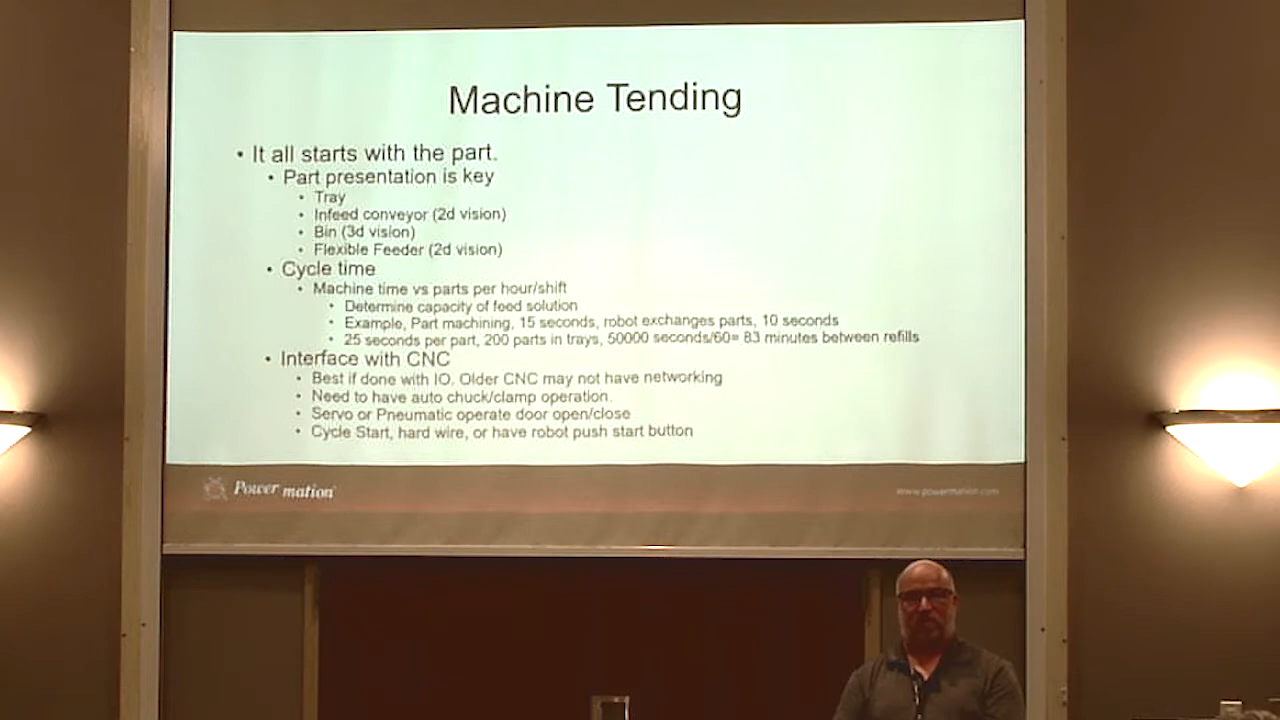 Machine Tending
• It all starts with the part.
• Part presentation is key
• Tray
• Infeed conveyor (2d vision)
• Bin (3d vision)
• Flexible Feeder (2d vision)
• Cycle time
• Machine time vs parts per hour/shift
• Determine capacity of feed solution
• Example, Part machining, 15 seconds, robot exchanges parts, 10 seconds
• 25 seconds per part, 200 parts in trays, 50000 seconds/60= 83 minutes between refills
• Interface with CNC
• Best if done with IO. Older CNC may not have networking
• Need to have auto chuck/clamp operation.
• Servo or Pneumatic operate door open/close
• Cycle Start, hard wire, or have robot push start button
Power mation
www.powermation.com